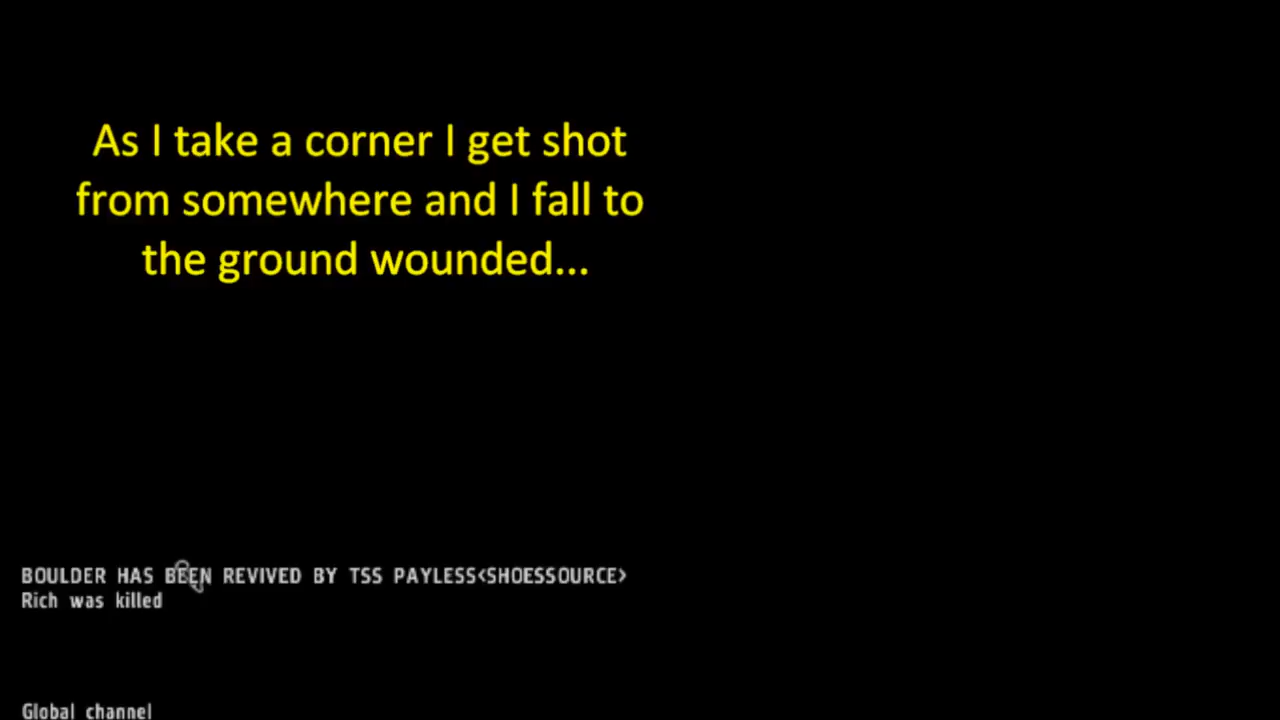 As I take a corner I get shot
from somewhere and I fall to
the ground wounded...
BOULDER HAS BEEN REVIVED BY TSS PAYLESS<SHOESSOURCE>
Rich was killed
Global channel